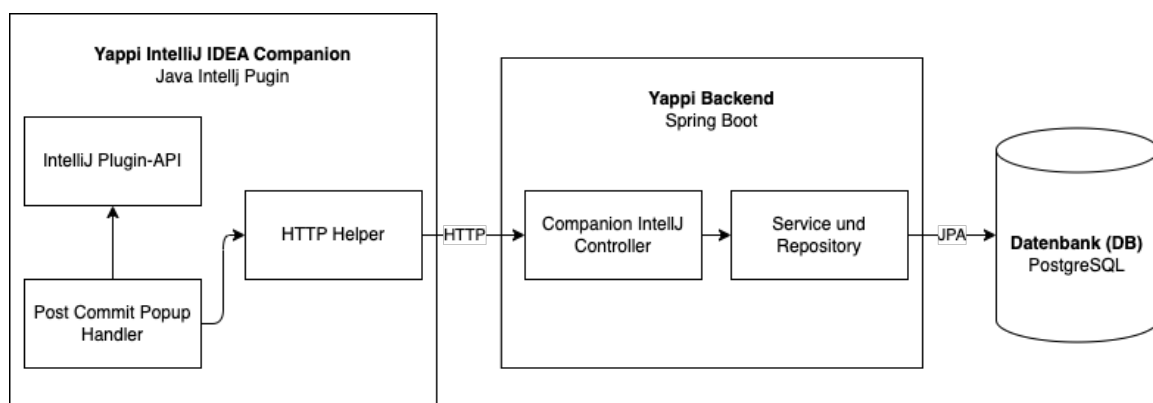 Yappi IntelliJ IDEA Companion
Java Intellj Pugin
IntelliJ Plugin-API
HTTP Helper
Post Commit Popup
Handler
HTTP
Yappi Backend
Spring Boot
Companion IntellJ
Controller
Service und
Repository
JPA
Datenbank (DB)
PostgreSQL